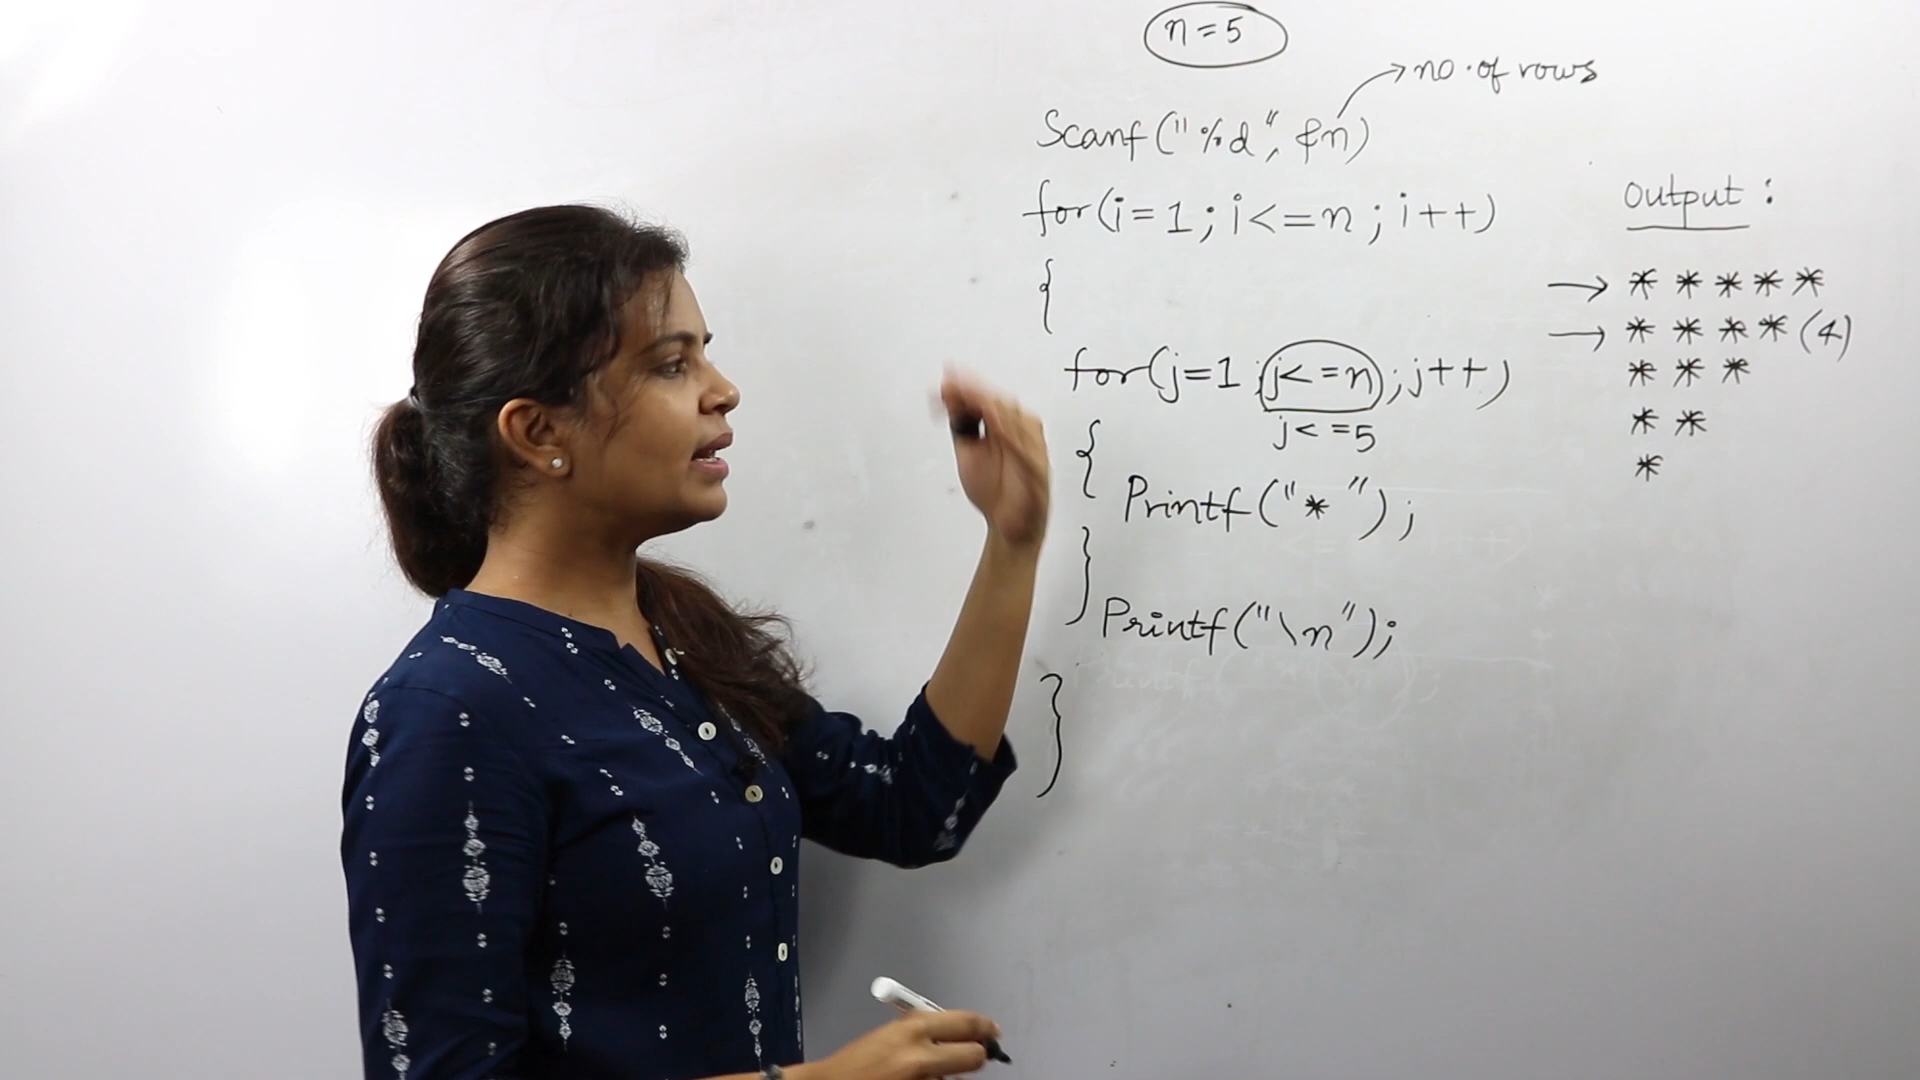 n = 5
→ no. of rows
Scanf("%d", &n)
for(i = 1; i <= n; i++)
{
for(j=1; j<=n; j++)
j<=5
{
Printf("* ");
}
Printf("\n");
}
Output:
→ * * * * *
→ * * * * (4)
* * *
* *
*